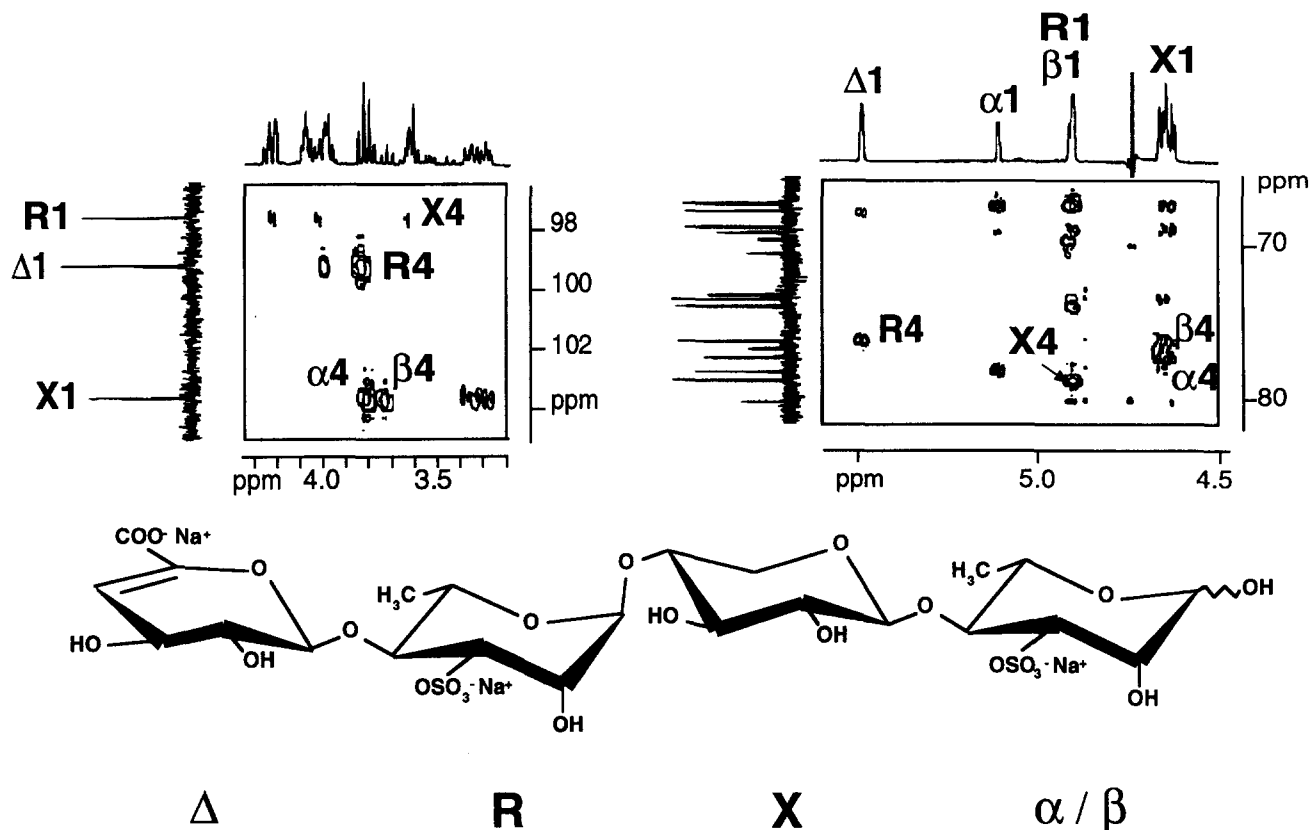 R1
Δ1 α1 β1 X1
ppm
R1 X4 98
Δ1 R4 100
70
102
R4 X4 β4
α4 β4 α4
X1 ppm
80
ppm 4.0 3.5
ppm 5.0 4.5
COO⁻ Na⁺
O
H₃C O O O H₃C O OH
HO O HO OH O
HO OH OSO₃⁻Na⁺ OSO₃⁻Na⁺
OH OH
Δ R X α / β